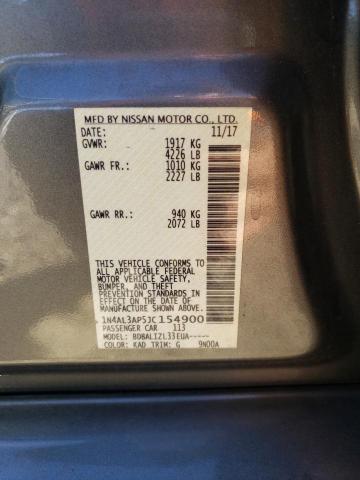 MFD BY NISSAN MOTOR CO., LTD.
DATE: 11/17
GVWR: 1917 KG
4226 LB
GAWR FR.: 1010 KG
2227 LB
GAWR RR.: 940 KG
2072 LB
THIS VEHICLE CONFORMS TO
ALL APPLICABLE FEDERAL
MOTOR VEHICLE SAFETY,
BUMPER, AND THEFT
PREVENTION STANDARDS IN
EFFECT ON THE DATE OF
MANUFACTURE SHOWN ABOVE.
1N4AL3AP5JC154900
PASSENGER CAR 113
MODEL: BDBALIZL33EUA-----
COLOR: KAD TRIM: G 9N00A